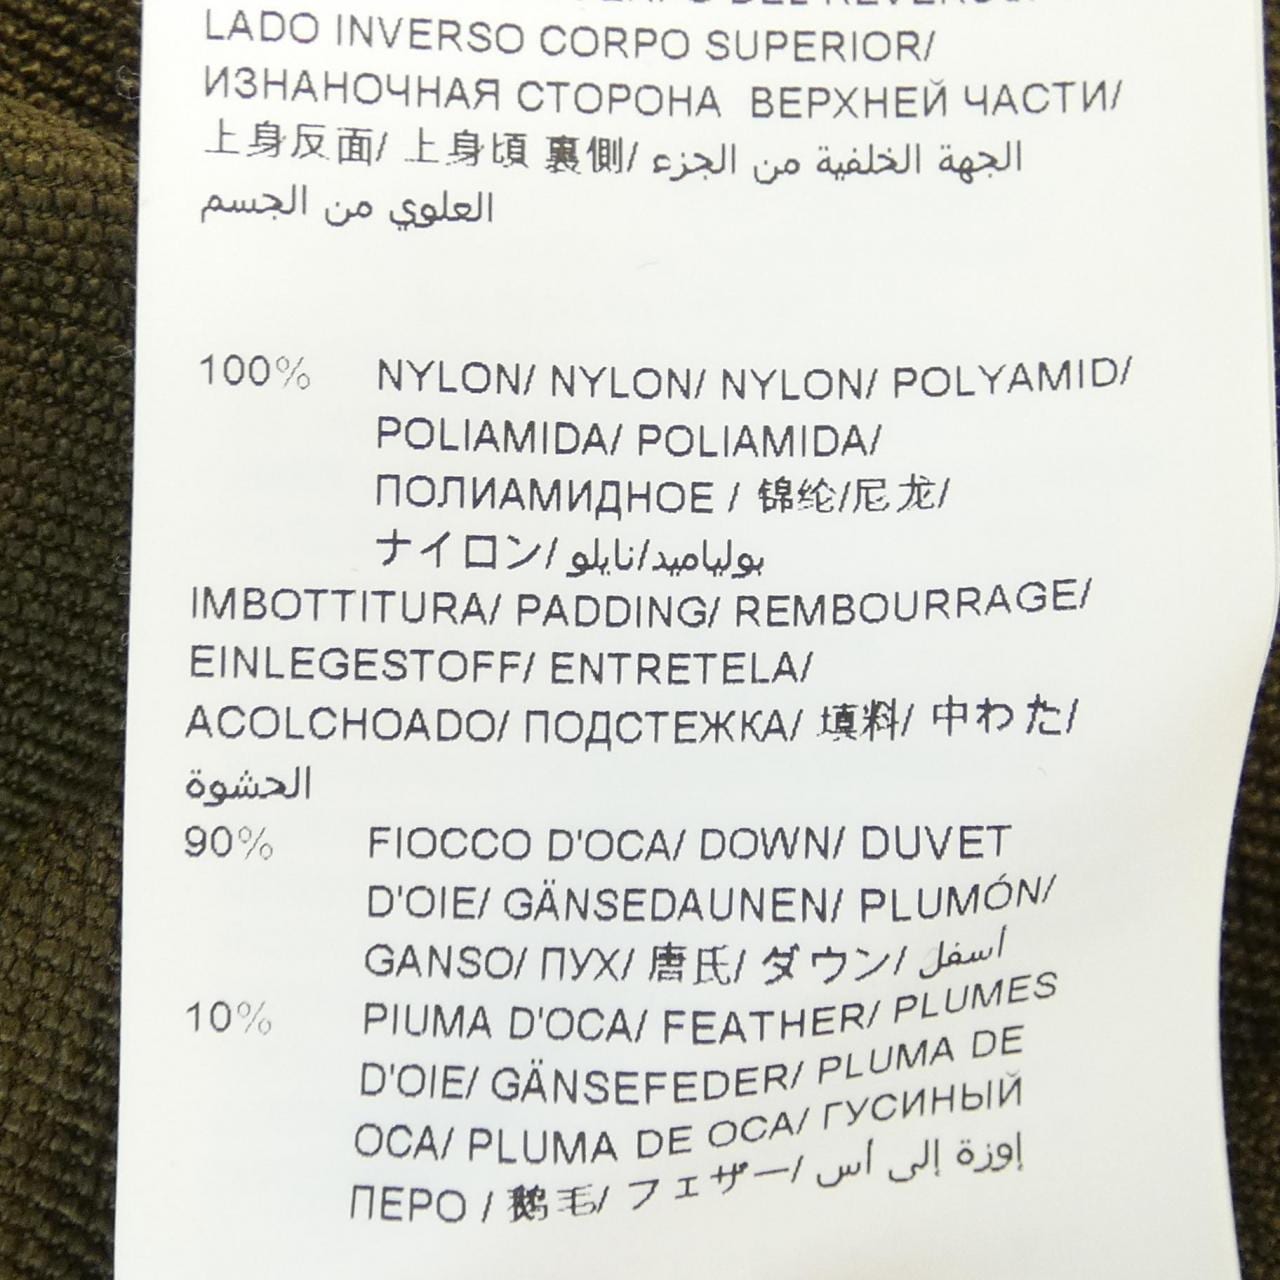 LADO INVERSO CORPO SUPERIOR/
ИЗНАНОЧНАЯ СТОРОНА ВЕРХНЕЙ ЧАСТИ/
上身反面/ 上身頃 裏側/ الجهة الخلفية من الجزء
العلوي من الجسم
100% NYLON/ NYLON/ NYLON/ POLYAMID/
POLIAMIDA/ POLIAMIDA/
ПОЛИАМИДНОЕ / 锦纶/尼龙/
ナイロン/ بولياميد/نايلو
IMBOTTITURA/ PADDING/ REMBOURRAGE/
EINLEGESTOFF/ ENTRETELA/
ACOLCHOADO/ ПОДСТЕЖКА/ 填料/ 中わた/
الحشوة
90% FIOCCO D'OCA/ DOWN/ DUVET
D'OIE/ GÄNSEDAUNEN/ PLUMÓN/
GANSO/ ПУХ/ 唐氏/ ダウン/ أسفل
10% PIUMA D'OCA/ FEATHER/ PLUMES
D'OIE/ GÄNSEFEDER/ PLUMA DE
OCA/ PLUMA DE OCA/ ГУСИНЫЙ
ПЕРО / 鹅毛/ フェザー/ إوزة إلى أس